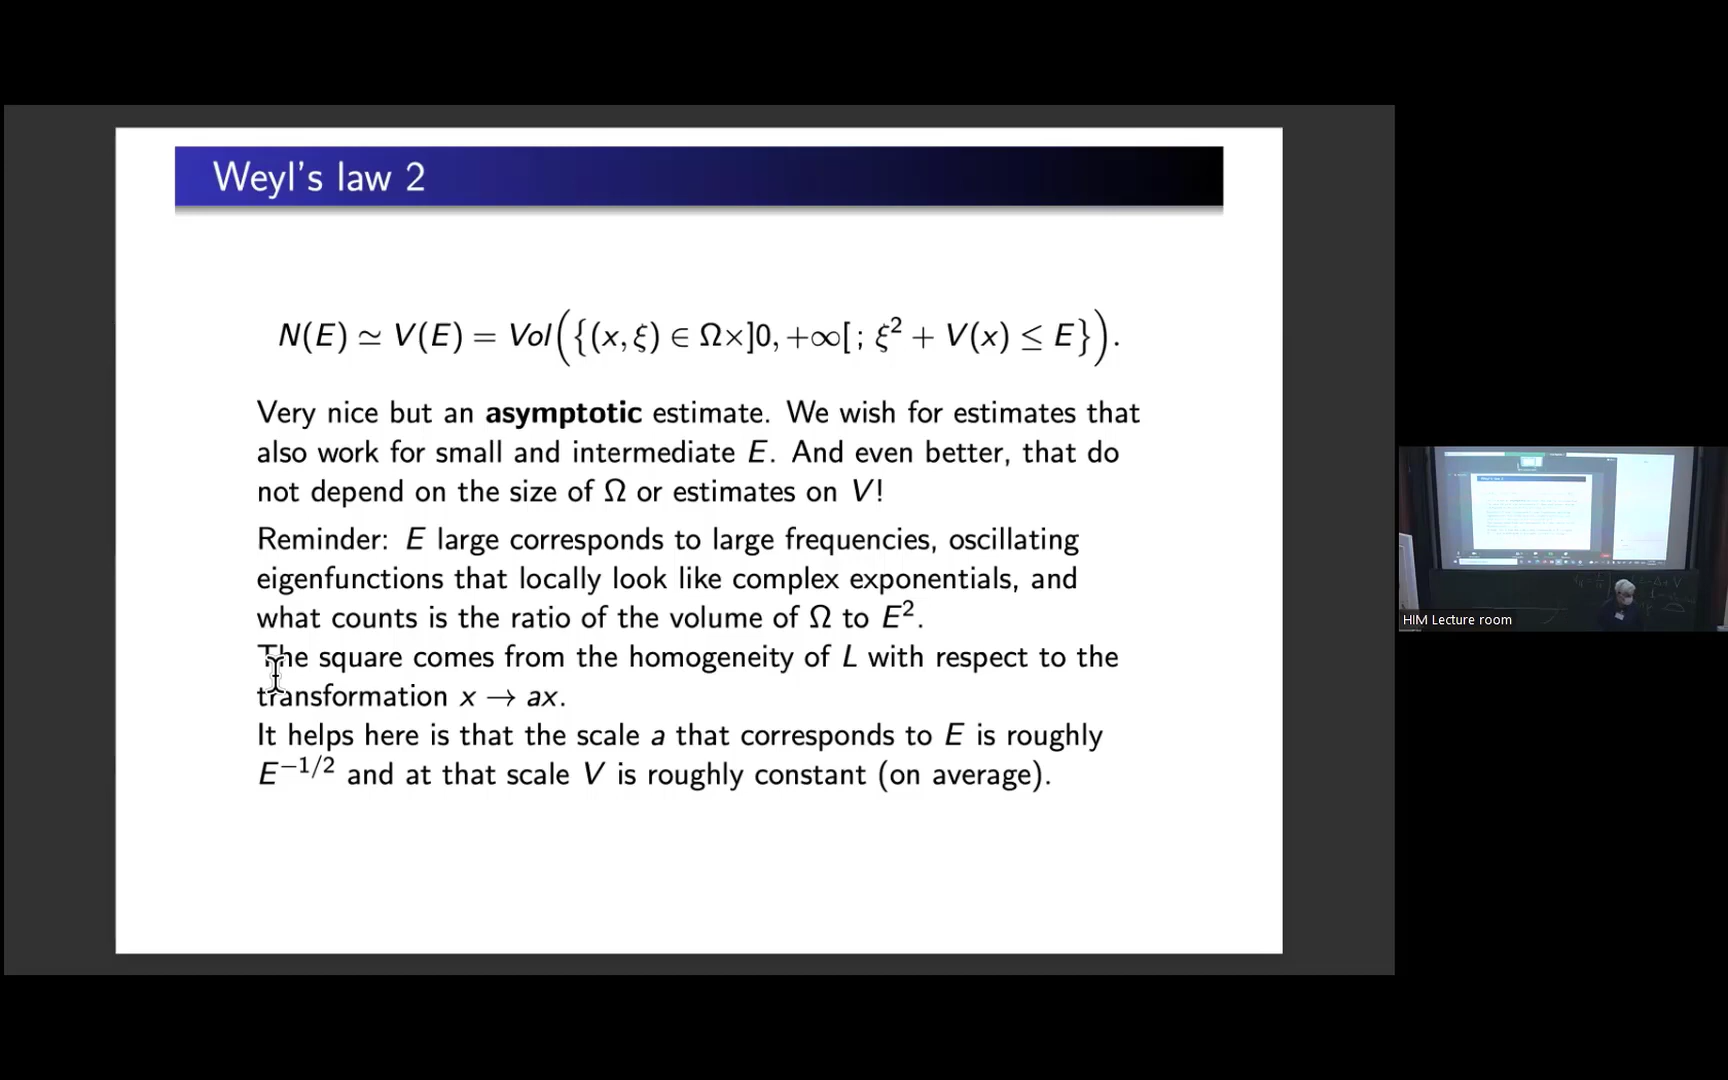 Weyl's law 2
N(E) ≃ V(E) = Vol({(x, ξ) ∈ Ω×]0, +∞[ ; ξ² + V(x) ≤ E}).
Very nice but an asymptotic estimate. We wish for estimates that
also work for small and intermediate E. And even better, that do
not depend on the size of Ω or estimates on V!
Reminder: E large corresponds to large frequencies, oscillating
eigenfunctions that locally look like complex exponentials, and
what counts is the ratio of the volume of Ω to E².
The square comes from the homogeneity of L with respect to the
transformation x → ax.
It helps here is that the scale a that corresponds to E is roughly
E⁻¹/² and at that scale V is roughly constant (on average).
Weyl's law 2
HIM Lecture room